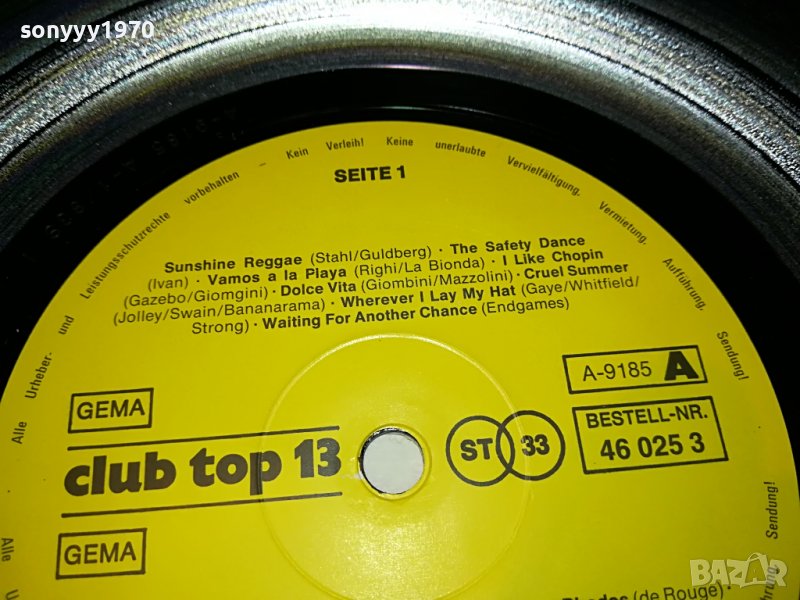 sonyyy1970
Alle Urheber- und Leistungsschutzrechte vorbehalten – Kein Verleih! Keine unerlaubte Vervielfältigung, Vermietung, Aufführung, Sendung!
SEITE 1
Sunshine Reggae (Stahl/Guldberg) · The Safety Dance
(Ivan) · Vamos a la Playa (Righi/La Bionda) · I Like Chopin
(Gazebo/Giomgini) · Dolce Vita (Giombini/Mazzolini) · Cruel Summer
(Jolley/Swain/Bananarama) · Wherever I Lay My Hat (Gaye/Whitfield/
Strong) · Waiting For Another Chance (Endgames)
A-9185 A
GEMA
ST 33
BESTELL-NR.
46 025 3
club top 13
GEMA
Alle
Sendung!
(de Rouge)
BAZAR